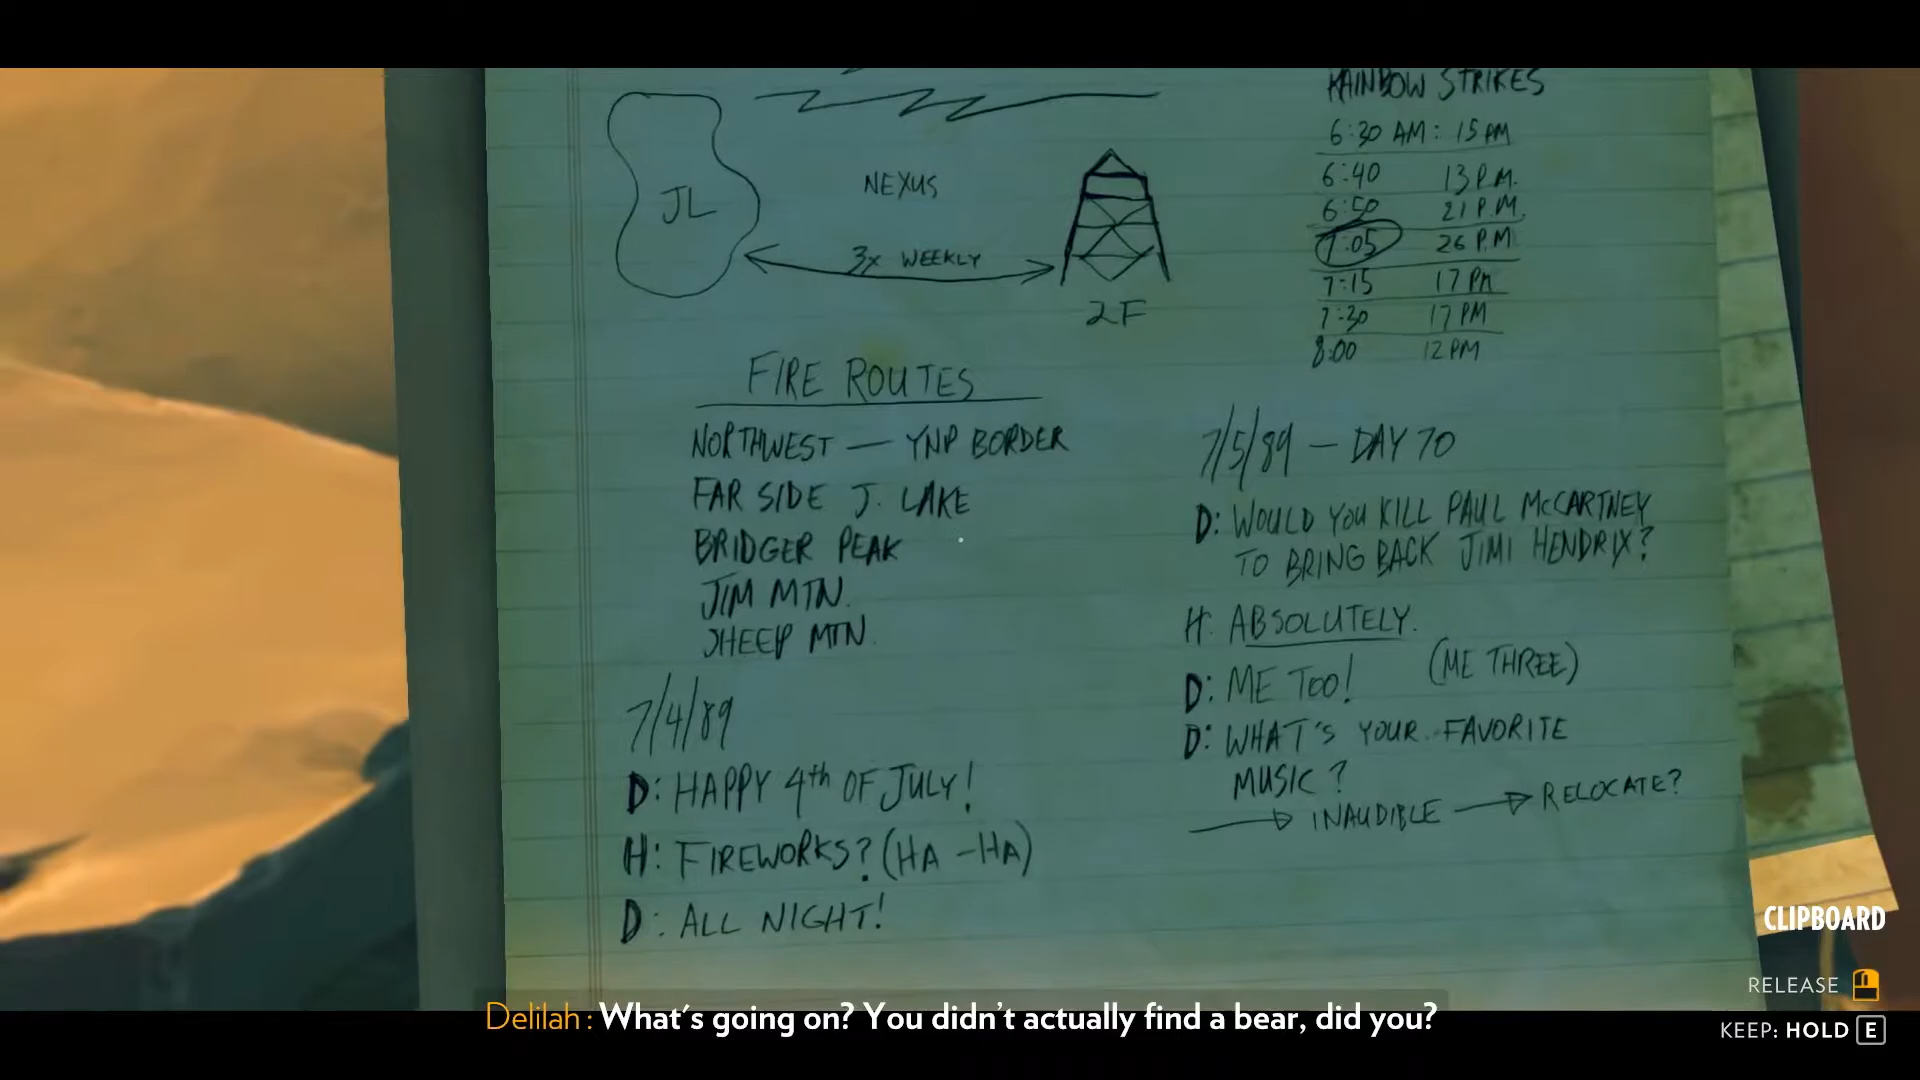 RAINBOW STRIKES
6:30 AM: 15 PM
6:40 13 P.M.
6:50 21 P.M.
7:05 26 P.M
7:15 17 PM
7:30 17 PM
8:00 12 PM
JL
NEXUS
3X WEEKLY
2F
FIRE ROUTES
NORTHWEST — YNP BORDER
FAR SIDE J. LAKE
BRIDGER PEAK
JIM MTN.
SHEEP MTN.
7/4/89
D: HAPPY 4th OF JULY!
H: FIREWORKS? (HA-HA)
D: ALL NIGHT!
7/5/89 — DAY 70
D: WOULD YOU KILL PAUL McCARTNEY
TO BRING BACK JIMI HENDRIX?
H: ABSOLUTELY.
D: ME TOO! (ME THREE)
D: WHAT'S YOUR FAVORITE
MUSIC?
→ INAUDIBLE → RELOCATE?
CLIPBOARD
RELEASE
KEEP: HOLD E
Delilah: What's going on? You didn't actually find a bear, did you?